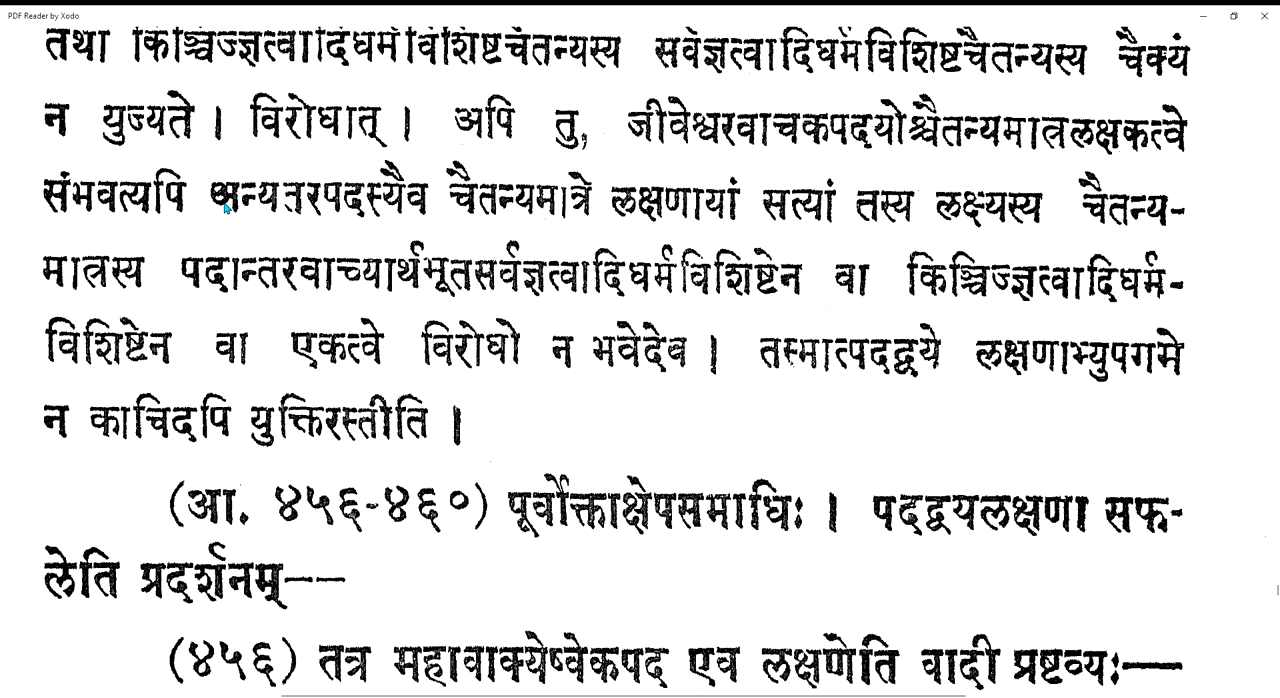 PDF Reader by Xodo
तथा किञ्चिज्ज्ञत्वादिधर्मविशिष्टचैतन्यस्य सर्वज्ञत्वादिधर्मविशिष्टचैतन्यस्य चैक्यं
न युज्यते । विरोधात् । अपि तु, जीवेश्वरवाचकपदयोश्चैतन्यमात्रलक्षकत्वे
संभवत्यपि अन्यतरपदस्यैव चैतन्यमात्रे लक्षणायां सत्यां तस्य लक्ष्यस्य चैतन्य-
मात्रस्य पदान्तरवाच्यार्थभूतसर्वज्ञत्वादिधर्मविशिष्टेन वा किञ्चिज्ज्ञत्वादिधर्म-
विशिष्टेन वा एकत्वे विरोधो न भवेदेव । तस्मात्पदद्वये लक्षणाभ्युपगमे
न काचिदपि युक्तिरस्तीति ।
(आ. ४५६-४६०) पूर्वोक्ताक्षेपसमाधिः । पदद्वयलक्षणा सफ-
लेति प्रदर्शनम्--
(४५६) तत्र महावाक्येष्वेकपद एव लक्षणेति वादी प्रष्टव्यः—